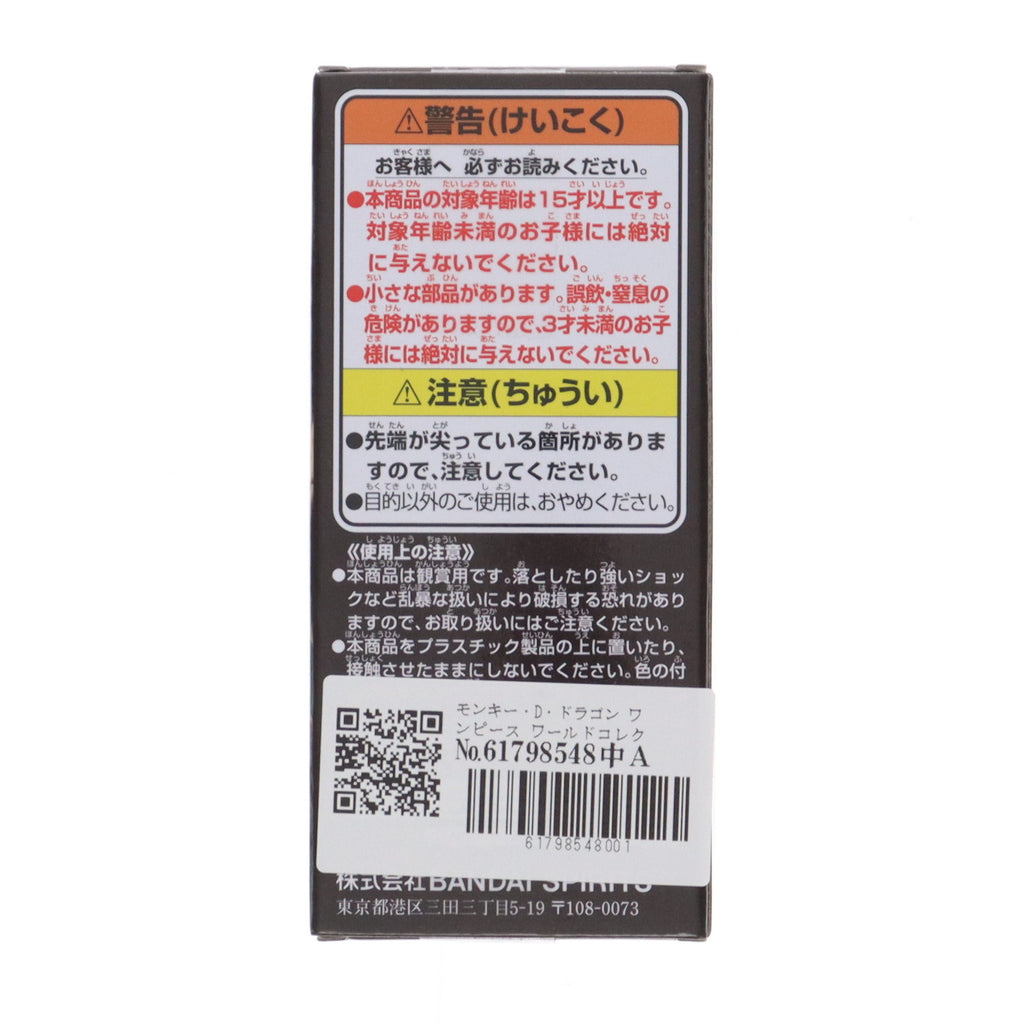 ⚠警告(けいこく)
お客様へ 必ずお読みください。
●本商品の対象年齢は15才以上です。
対象年齢未満のお子様には絶対
に与えないでください。
●小さな部品があります。誤飲・窒息の
危険がありますので、3才未満のお子
様には絶対に与えないでください。
⚠注意(ちゅうい)
●先端が尖っている箇所がありま
すので、注意してください。
●目的以外のご使用は、おやめください。
《使用上の注意》
●本商品は観賞用です。落としたり強いショッ
クなど乱暴な扱いにより破損する恐れがあり
ますので、お取り扱いにはご注意ください。
●本商品をプラスチック製品の上に置いたり、
接触させたままにしないでください。色の付
モンキー・D・ドラゴン ワ
ンピース ワールドコレク
No.61798548中A
61798548001
株式会社BANDAI SPIRITS
東京都港区三田三丁目5-19 〒108-0073